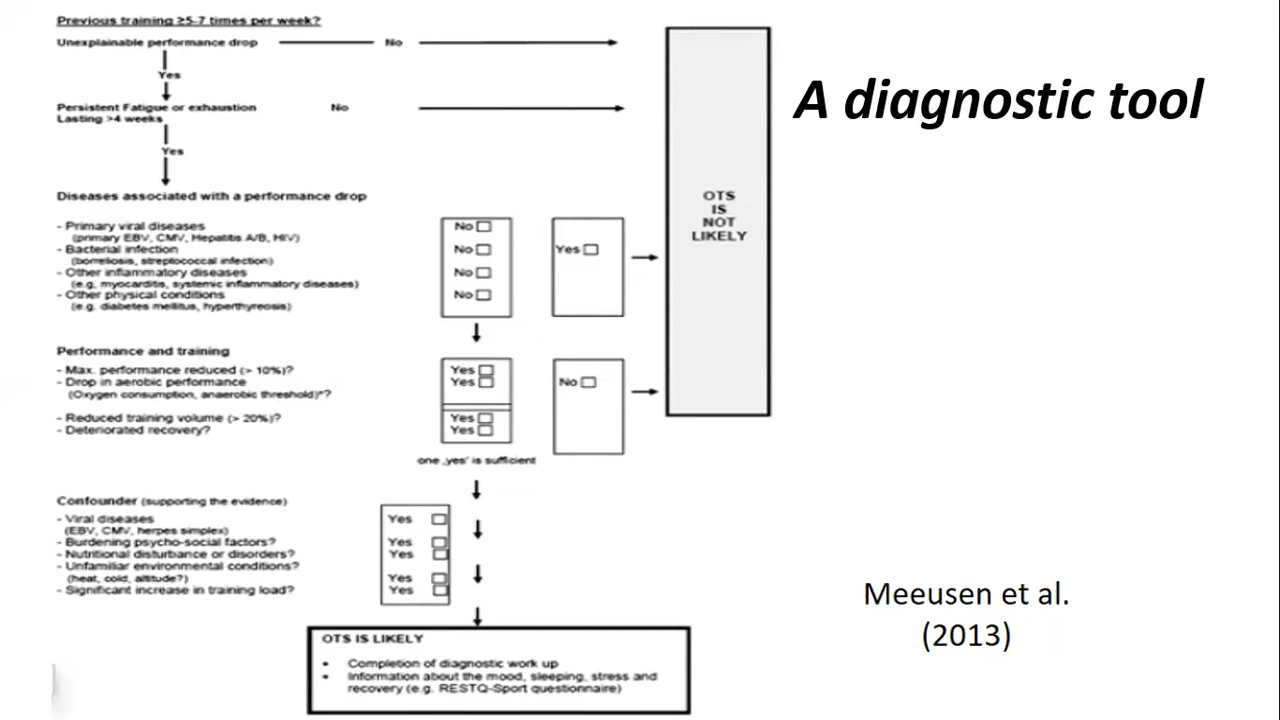 Previous training ≥5-7 times per week?
Unexplainable performance drop No
Yes
Persistent Fatigue or exhaustion No
Lasting >4 weeks
Yes
Diseases associated with a performance drop
- Primary viral diseases No
(primary EBV, CMV, Hepatitis A/B, HIV)
- Bacterial infection No Yes
(borreliosis, streptococcal infection)
- Other inflammatory diseases No
(e.g. myocarditis, systemic inflammatory diseases)
- Other physical conditions No
(e.g. diabetes mellitus, hyperthyreosis)
Performance and training
- Max. performance reduced (> 10%)? Yes
- Drop in aerobic performance Yes No
(Oxygen consumption, anaerobic threshold)*?
- Reduced training volume (> 20%)? Yes
- Deteriorated recovery? Yes
one „yes' is sufficient
Confounder (supporting the evidence)
- Viral diseases Yes
(EBV, CMV, herpes simplex)
- Burdening psycho-social factors? Yes
- Nutritional disturbance or disorders? Yes
- Unfamiliar environmental conditions? Yes
(heat, cold, altitude?)
- Significant increase in training load? Yes
OTS IS LIKELY
• Completion of diagnostic work up
• Information about the mood, sleeping, stress and
recovery (e.g. RESTQ-Sport questionnaire)
OTS
IS
NOT
LIKELY
A diagnostic tool
Meeusen et al.
(2013)